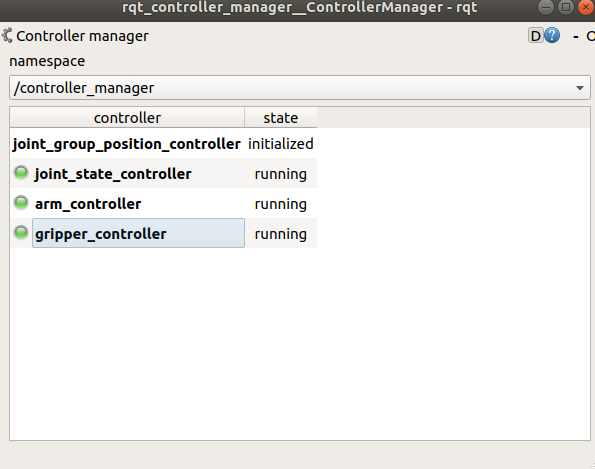 rqt_controller_manager__ControllerManager - rqt
Controller manager D ? - O
namespace
/controller_manager
controller state
joint_group_position_controller initialized
joint_state_controller running
arm_controller running
gripper_controller running